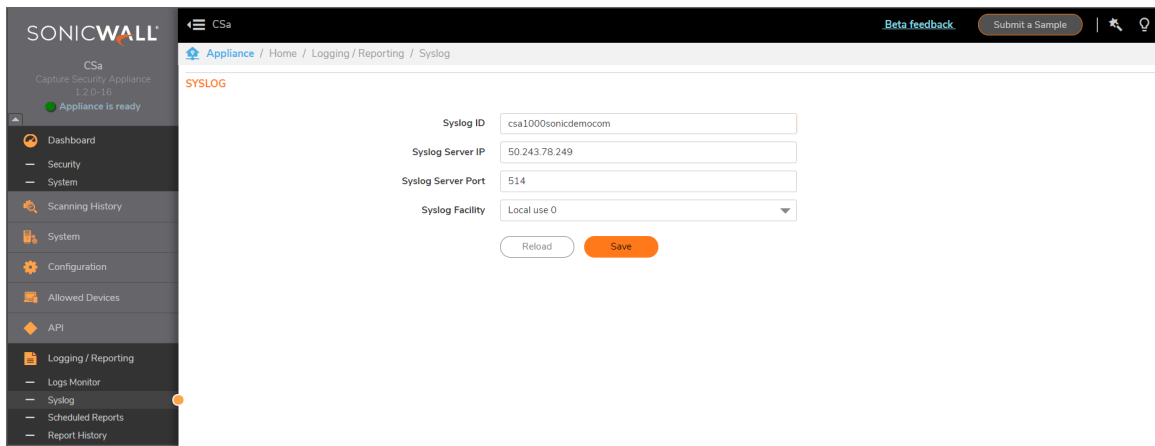 SONICWALL
CSa
Capture Security Appliance
1.2.0-16
Appliance is ready
Dashboard
Security
System
Scanning History
System
Configuration
Allowed Devices
API
Logging / Reporting
Logs Monitor
Syslog
Scheduled Reports
Report History
CSa
Beta feedback
Submit a Sample
Appliance / Home / Logging / Reporting / Syslog
SYSLOG
Syslog ID csa1000sonicdemocom
Syslog Server IP 50.243.78.249
Syslog Server Port 514
Syslog Facility Local use 0
Reload Save